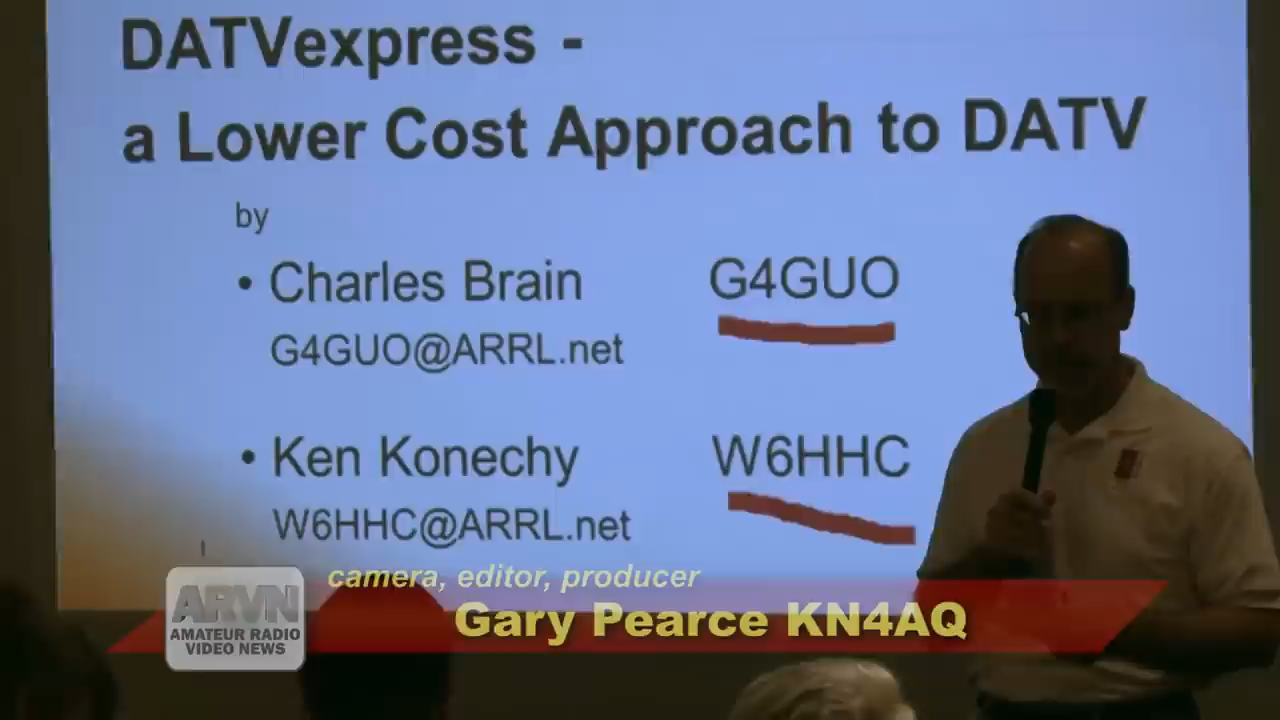 DATVexpress -
a Lower Cost Approach to DATV
by
• Charles Brain G4GUO
G4GUO@ARRL.net
• Ken Konechy W6HHC
W6HHC@ARRL.net
camera, editor, producer
Gary Pearce KN4AQ
ARVN
AMATEUR RADIO
VIDEO NEWS